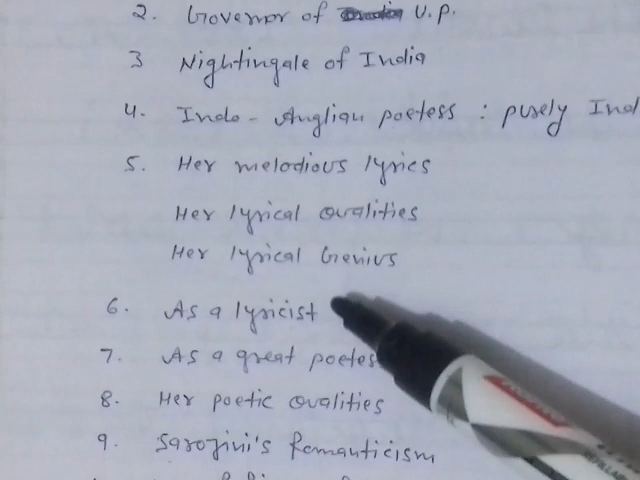 2. Governor of U.P.
3 Nightingale of India
4. Indo - Anglian poetess : purely Ind
5. Her melodious lyrics
Her lyrical Qualities
Her lyrical Genius
6. As a lyricist
7. As a great poetes
8. Her poetic Qualities
9. Sarojini's Romanticism